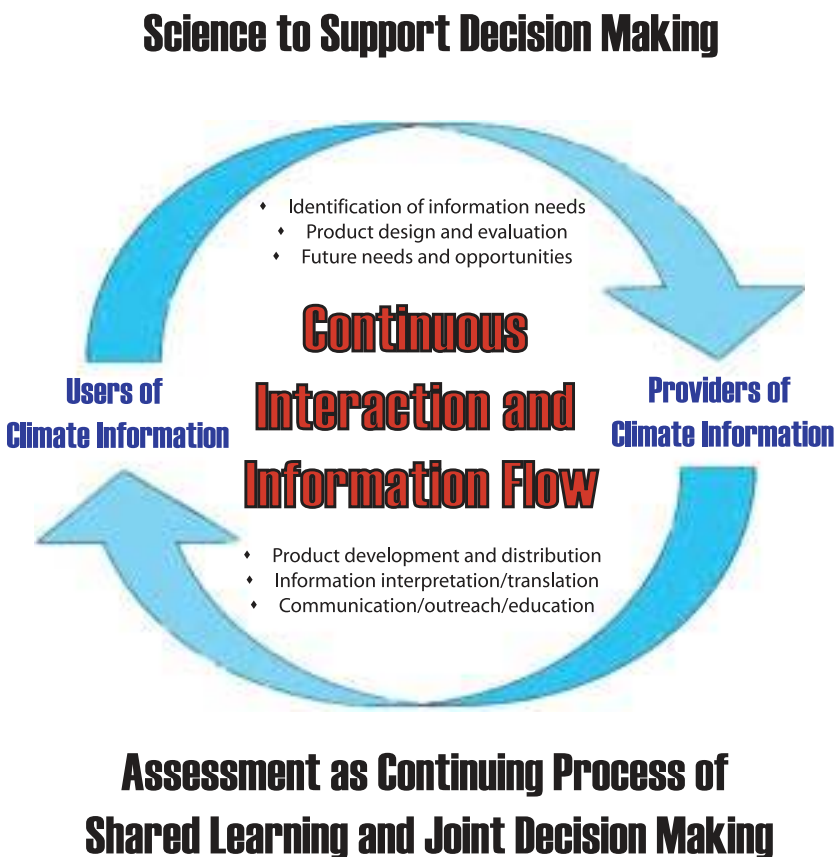 Science to Support Decision Making
♦ Identification of information needs
♦ Product design and evaluation
♦ Future needs and opportunities
Continuous
Interaction and
Information Flow
Users of
Climate Information
Providers of
Climate Information
♦ Product development and distribution
♦ Information interpretation/translation
♦ Communication/outreach/education
Assessment as Continuing Process of
Shared Learning and Joint Decision Making